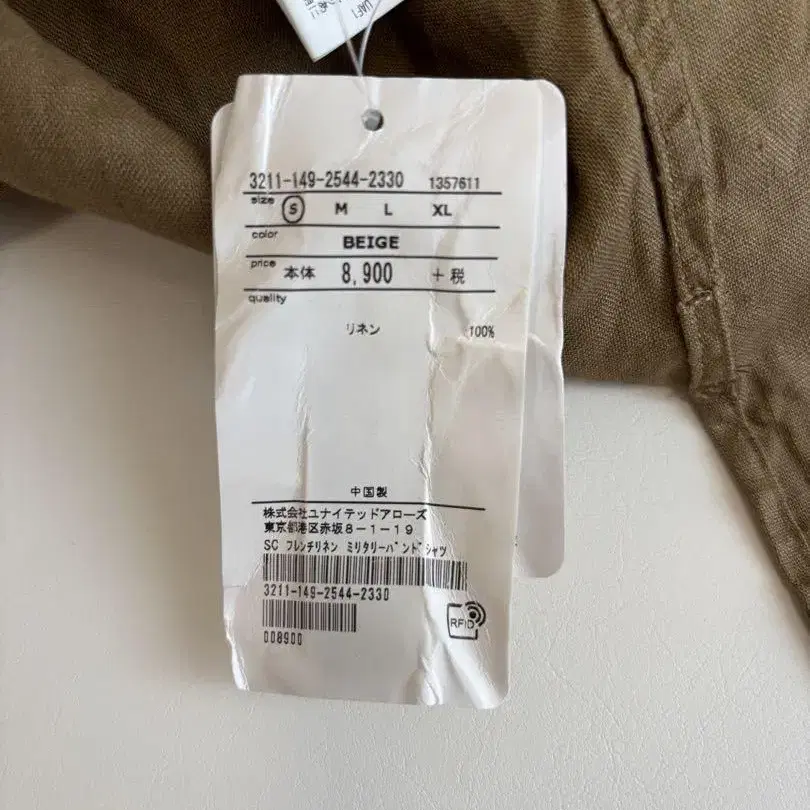 3211-149-2544-2330 1357611
size S M L XL
color BEIGE
price 本体 8,900 +税
quality
リネン 100%
中国製
株式会社ユナイテッドアローズ
東京都港区赤坂8-1-19
SC フレンチリネン ミリタリーバンドシャツ
3211-149-2544-2330
008900
RFID